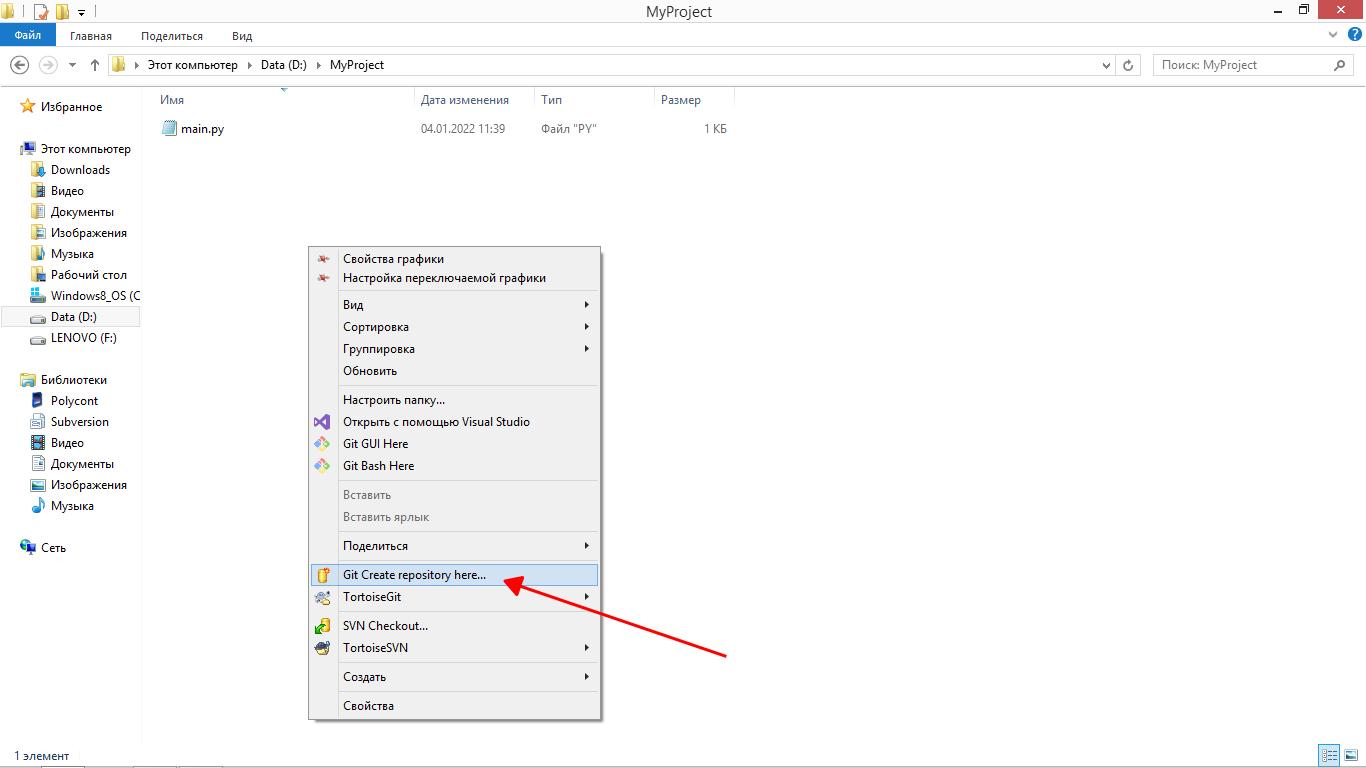 MyProject
Файл Главная Поделиться Вид
Этот компьютер Data (D:) MyProject Поиск: MyProject
Имя Дата изменения Тип Размер
main.py 04.01.2022 11:39 Файл "PY" 1 КБ
Избранное
Этот компьютер
Downloads
Видео
Документы
Изображения
Музыка
Рабочий стол
Windows8_OS (C
Data (D:)
LENOVO (F:)
Библиотеки
Polycont
Subversion
Видео
Документы
Изображения
Музыка
Сеть
Свойства графики
Настройка переключаемой графики
Вид
Сортировка
Группировка
Обновить
Настроить папку...
Открыть с помощью Visual Studio
Git GUI Here
Git Bash Here
Вставить
Вставить ярлык
Поделиться
Git Create repository here...
TortoiseGit
SVN Checkout...
TortoiseSVN
Создать
Свойства
1 элемент